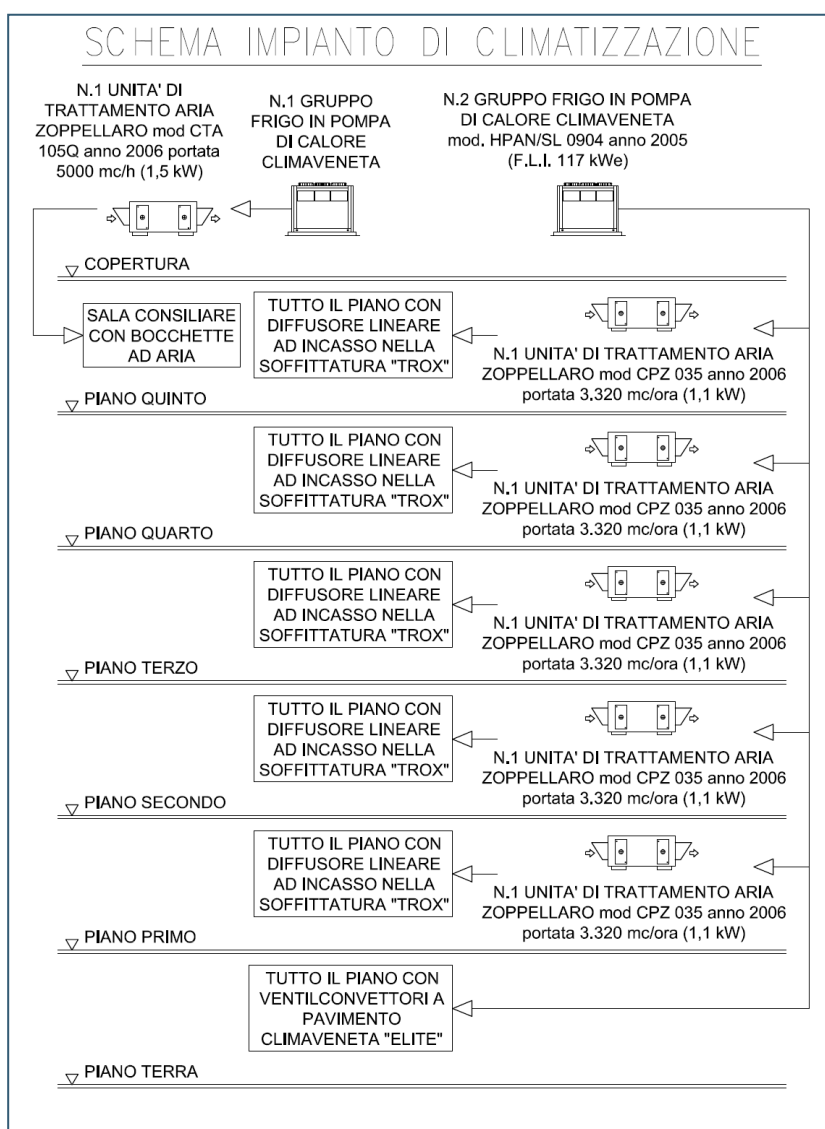 SCHEMA IMPIANTO DI CLIMATIZZAZIONE
N.1 UNITA' DI
TRATTAMENTO ARIA
ZOPPELLARO mod CTA
105Q anno 2006 portata
5000 mc/h (1,5 kW)
N.1 GRUPPO
FRIGO IN POMPA
DI CALORE
CLIMAVENETA
N.2 GRUPPO FRIGO IN POMPA
DI CALORE CLIMAVENETA
mod. HPAN/SL 0904 anno 2005
(F.L.I. 117 kWe)
COPERTURA
SALA CONSILIARE
CON BOCCHETTE
AD ARIA
TUTTO IL PIANO CON
DIFFUSORE LINEARE
AD INCASSO NELLA
SOFFITTATURA "TROX"
N.1 UNITA' DI TRATTAMENTO ARIA
ZOPPELLARO mod CPZ 035 anno 2006
portata 3.320 mc/ora (1,1 kW)
PIANO QUINTO
TUTTO IL PIANO CON
DIFFUSORE LINEARE
AD INCASSO NELLA
SOFFITTATURA "TROX"
N.1 UNITA' DI TRATTAMENTO ARIA
ZOPPELLARO mod CPZ 035 anno 2006
portata 3.320 mc/ora (1,1 kW)
PIANO QUARTO
TUTTO IL PIANO CON
DIFFUSORE LINEARE
AD INCASSO NELLA
SOFFITTATURA "TROX"
N.1 UNITA' DI TRATTAMENTO ARIA
ZOPPELLARO mod CPZ 035 anno 2006
portata 3.320 mc/ora (1,1 kW)
PIANO TERZO
TUTTO IL PIANO CON
DIFFUSORE LINEARE
AD INCASSO NELLA
SOFFITTATURA "TROX"
N.1 UNITA' DI TRATTAMENTO ARIA
ZOPPELLARO mod CPZ 035 anno 2006
portata 3.320 mc/ora (1,1 kW)
PIANO SECONDO
TUTTO IL PIANO CON
DIFFUSORE LINEARE
AD INCASSO NELLA
SOFFITTATURA "TROX"
N.1 UNITA' DI TRATTAMENTO ARIA
ZOPPELLARO mod CPZ 035 anno 2006
portata 3.320 mc/ora (1,1 kW)
PIANO PRIMO
TUTTO IL PIANO CON
VENTILCONVETTORI A
PAVIMENTO
CLIMAVENETA "ELITE"
PIANO TERRA